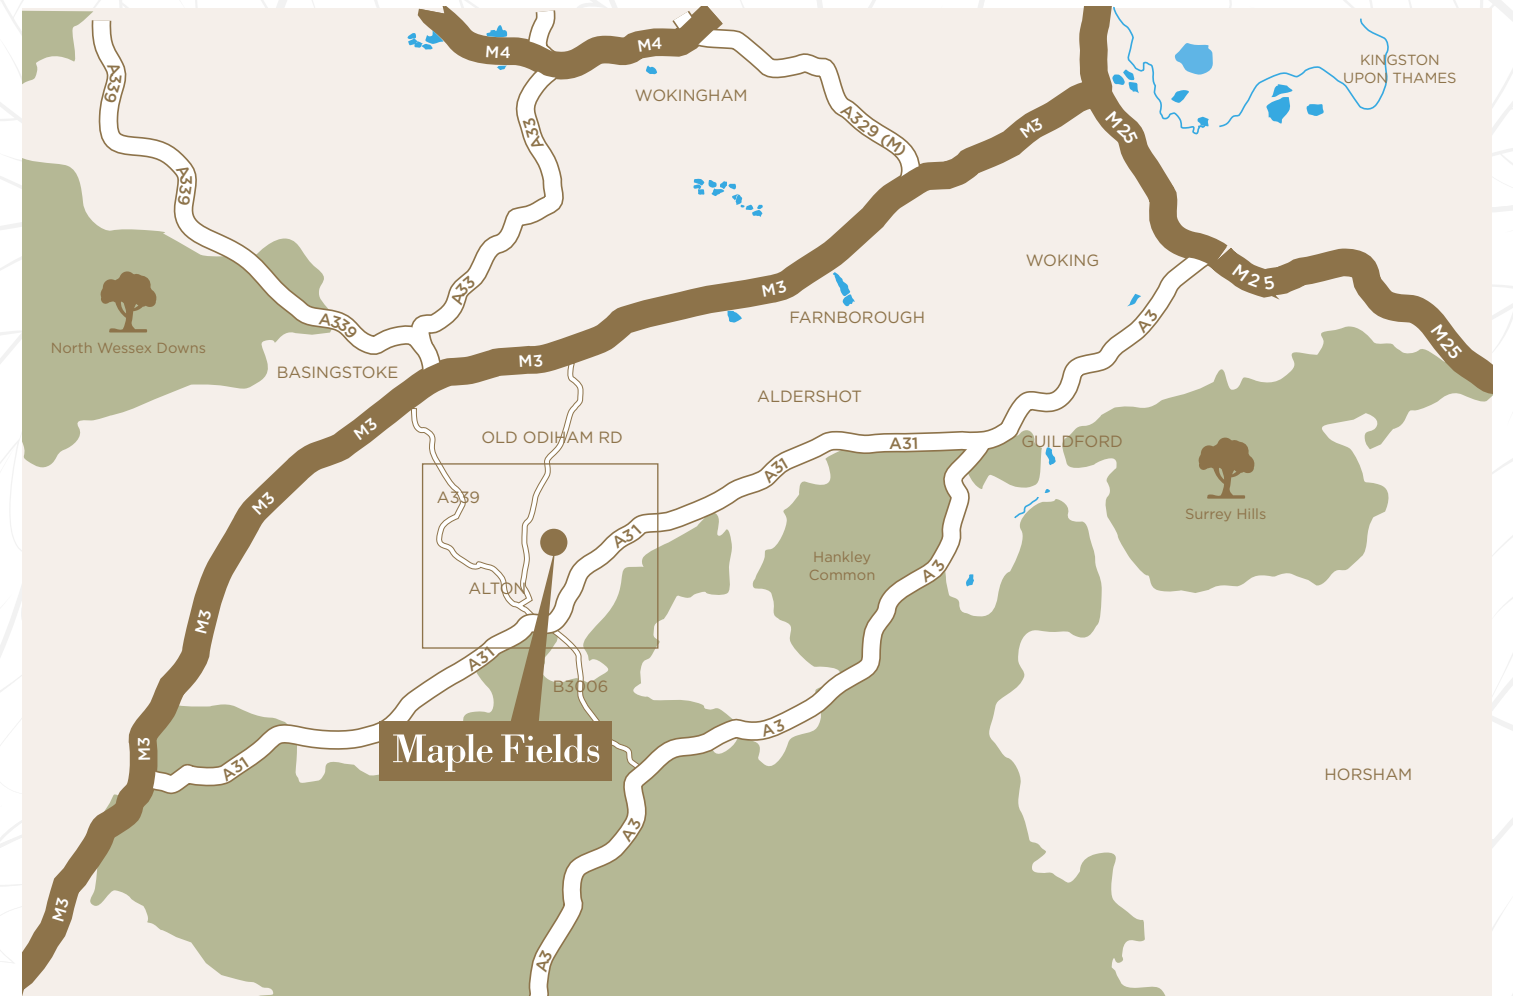 M4
M4
KINGSTON
UPON THAMES
A339
WOKINGHAM
A33
A329 (M)
M3
M25
A339
WOKING
M25
A33
M3
A339
FARNBOROUGH
A3
M25
North Wessex Downs
M3
BASINGSTOKE
ALDERSHOT
M3
OLD ODIHAM RD
A31
GUILDFORD
A31
A339
M3
Surrey Hills
A31
Hankley
Common
A3
ALTON
M3
A31
B3006
A3
M3
Maple Fields
A31
HORSHAM
A3
M3
A3